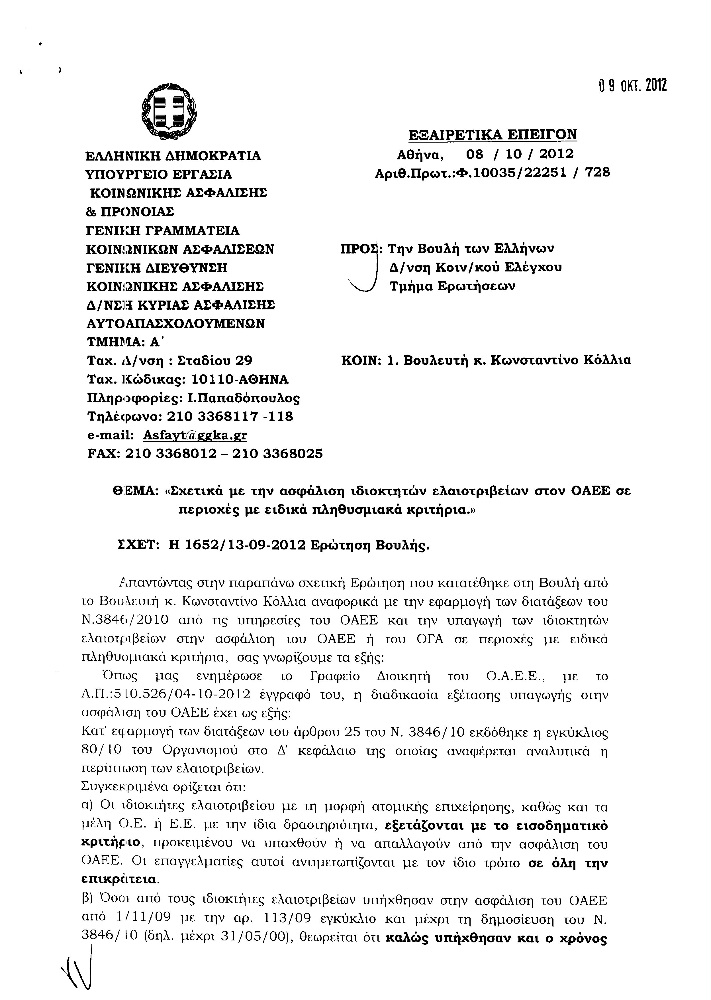 09 ΟΚΤ. 2012
ΕΞΑΙΡΕΤΙΚΑ ΕΠΕΙΓΟΝ
Αθήνα, 08 / 10 / 2012
Αριθ.Πρωτ.:Φ.10035/22251 / 728
ΕΛΛΗΝΙΚΗ ΔΗΜΟΚΡΑΤΙΑ
ΥΠΟΥΡΓΕΙΟ ΕΡΓΑΣΙΑ
ΚΟΙΝΩΝΙΚΗΣ ΑΣΦΑΛΙΣΗΣ
& ΠΡΟΝΟΙΑΣ
ΓΕΝΙΚΗ ΓΡΑΜΜΑΤΕΙΑ
ΚΟΙΝΩΝΙΚΩΝ ΑΣΦΑΛΙΣΕΩΝ
ΓΕΝΙΚΗ ΔΙΕΥΘΥΝΣΗ
ΚΟΙΝΩΝΙΚΗΣ ΑΣΦΑΛΙΣΗΣ
Δ/ΝΣΗ ΚΥΡΙΑΣ ΑΣΦΑΛΙΣΗΣ
ΑΥΤΟΑΠΑΣΧΟΛΟΥΜΕΝΩΝ
ΤΜΗΜΑ: Α'
Ταχ. Δ/νση : Σταδίου 29
Ταχ. Κώδικας: 10110-ΑΘΗΝΑ
Πληροφορίες: Ι.Παπαδόπουλος
Τηλέφωνο: 210 3368117 -118
e-mail: Asfayt@ggka.gr
FAX: 210 3368012 – 210 3368025
ΠΡΟΣ: Την Βουλή των Ελλήνων
Δ/νση Κοιν/κού Ελέγχου
Τμήμα Ερωτήσεων
ΚΟΙΝ: 1. Βουλευτή κ. Κωνσταντίνο Κόλλια
ΘΕΜΑ: «Σχετικά με την ασφάλιση ιδιοκτητών ελαιοτριβείων στον ΟΑΕΕ σε
περιοχές με ειδικά πληθυσμιακά κριτήρια.»
ΣΧΕΤ: Η 1652/13-09-2012 Ερώτηση Βουλής.
Απαντώντας στην παραπάνω σχετική Ερώτηση που κατατέθηκε στη Βουλή από
το Βουλευτή κ. Κωνσταντίνο Κόλλια αναφορικά με την εφαρμογή των διατάξεων του
Ν.3846/2010 από τις υπηρεσίες του ΟΑΕΕ και την υπαγωγή των ιδιοκτητών
ελαιοτριβείων στην ασφάλιση του ΟΑΕΕ ή του ΟΓΑ σε περιοχές με ειδικά
πληθυσμιακά κριτήρια, σας γνωρίζουμε τα εξής:
Όπως μας ενημέρωσε το Γραφείο Διοικητή του Ο.Α.Ε.Ε., με το
Α.Π.:510.526/04-10-2012 έγγραφό του, η διαδικασία εξέτασης υπαγωγής στην
ασφάλιση του ΟΑΕΕ έχει ως εξής:
Κατ' εφαρμογή των διατάξεων του άρθρου 25 του Ν. 3846/10 εκδόθηκε η εγκύκλιος
80/10 του Οργανισμού στο Δ' κεφάλαιο της οποίας αναφέρεται αναλυτικά η
περίπτωση των ελαιοτριβείων.
Συγκεκριμένα ορίζεται ότι:
α) Οι ιδιοκτήτες ελαιοτριβείου με τη μορφή ατομικής επιχείρησης, καθώς και τα
μέλη Ο.Ε. ή Ε.Ε. με την ίδια δραστηριότητα, εξετάζονται με το εισοδηματικό
κριτήριο, προκειμένου να υπαχθούν ή να απαλλαγούν από την ασφάλιση του
ΟΑΕΕ. Οι επαγγελματίες αυτοί αντιμετωπίζονται με τον ίδιο τρόπο σε όλη την
επικράτεια.
β) Όσοι από τους ιδιοκτήτες ελαιοτριβείων υπήχθησαν στην ασφάλιση του ΟΑΕΕ
από 1/11/09 με την αρ. 113/09 εγκύκλιο και μέχρι τη δημοσίευση του Ν.
3846/10 (δηλ. μέχρι 31/05/00), θεωρείται ότι καλώς υπήχθησαν και ο χρόνος